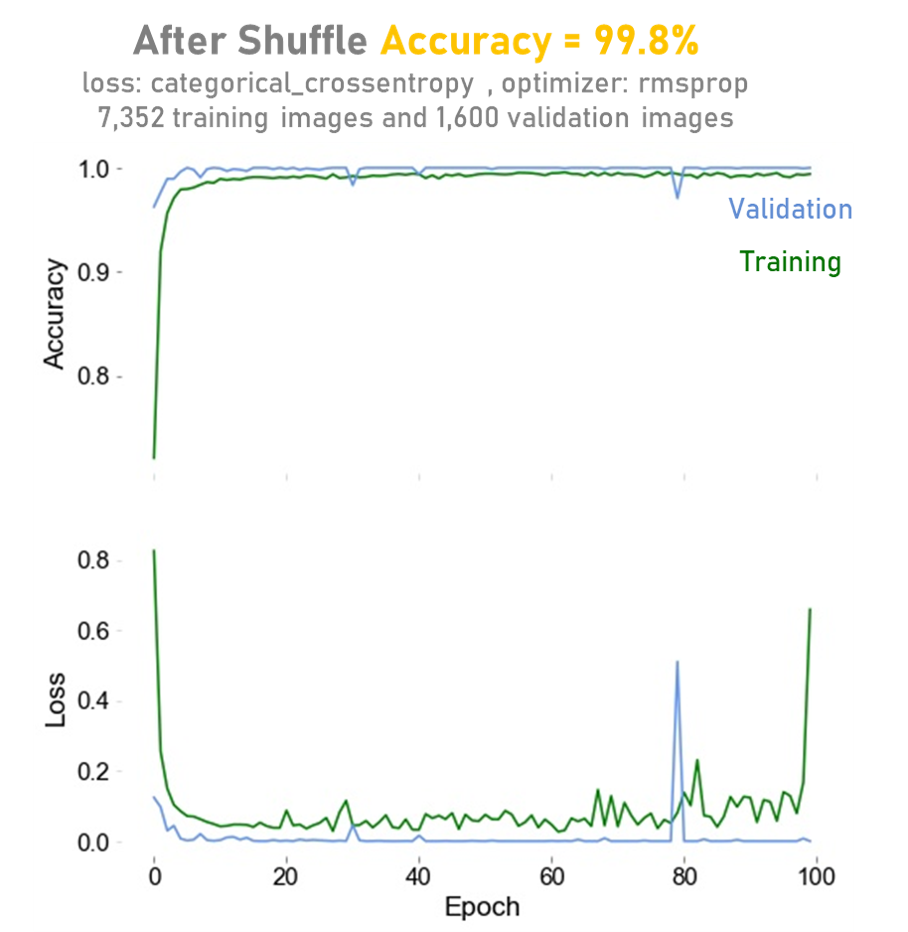 After Shuffle Accuracy = 99.8%
loss: categorical_crossentropy , optimizer: rmsprop
7,352 training images and 1,600 validation images
1.0
Validation
Training
0.9
Accuracy
0.8
0.8
0.6
Loss
0.4
0.2
0.0
0 20 40 60 80 100
Epoch